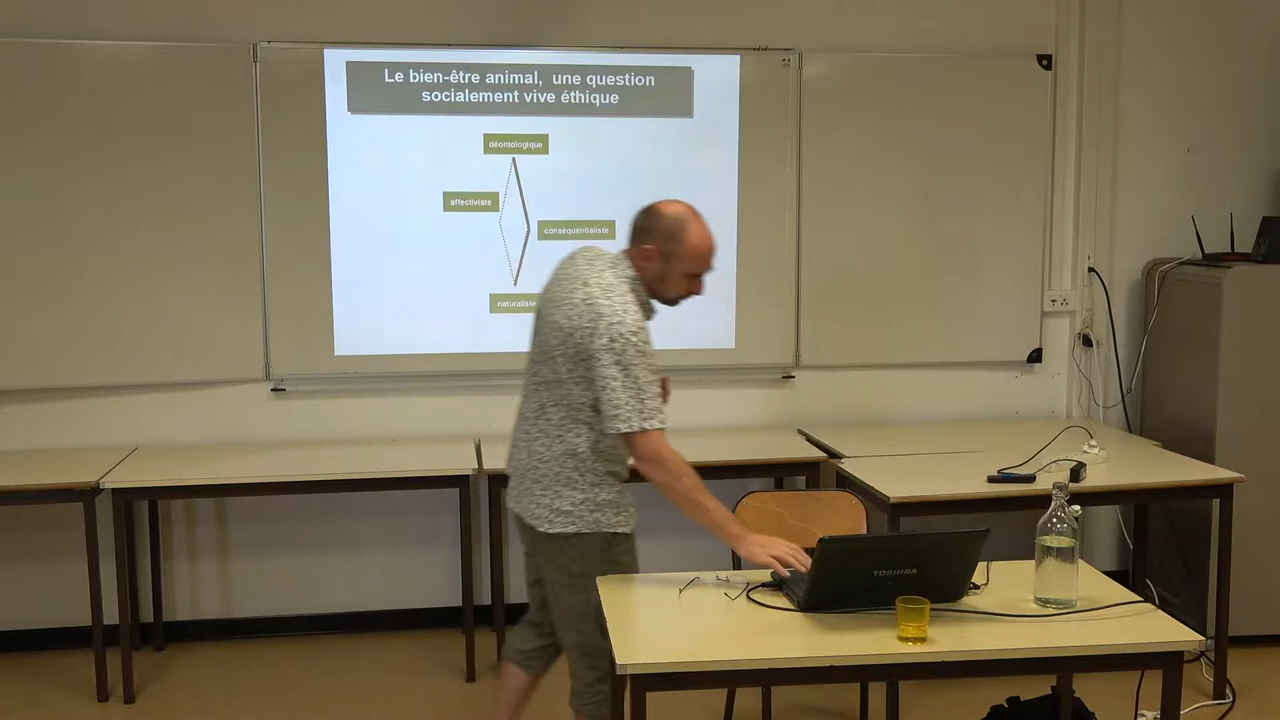 Le bien-être animal, une question
socialement vive éthique
déontologique
affectiviste
conséquentialiste
naturaliste
TOSHIBA